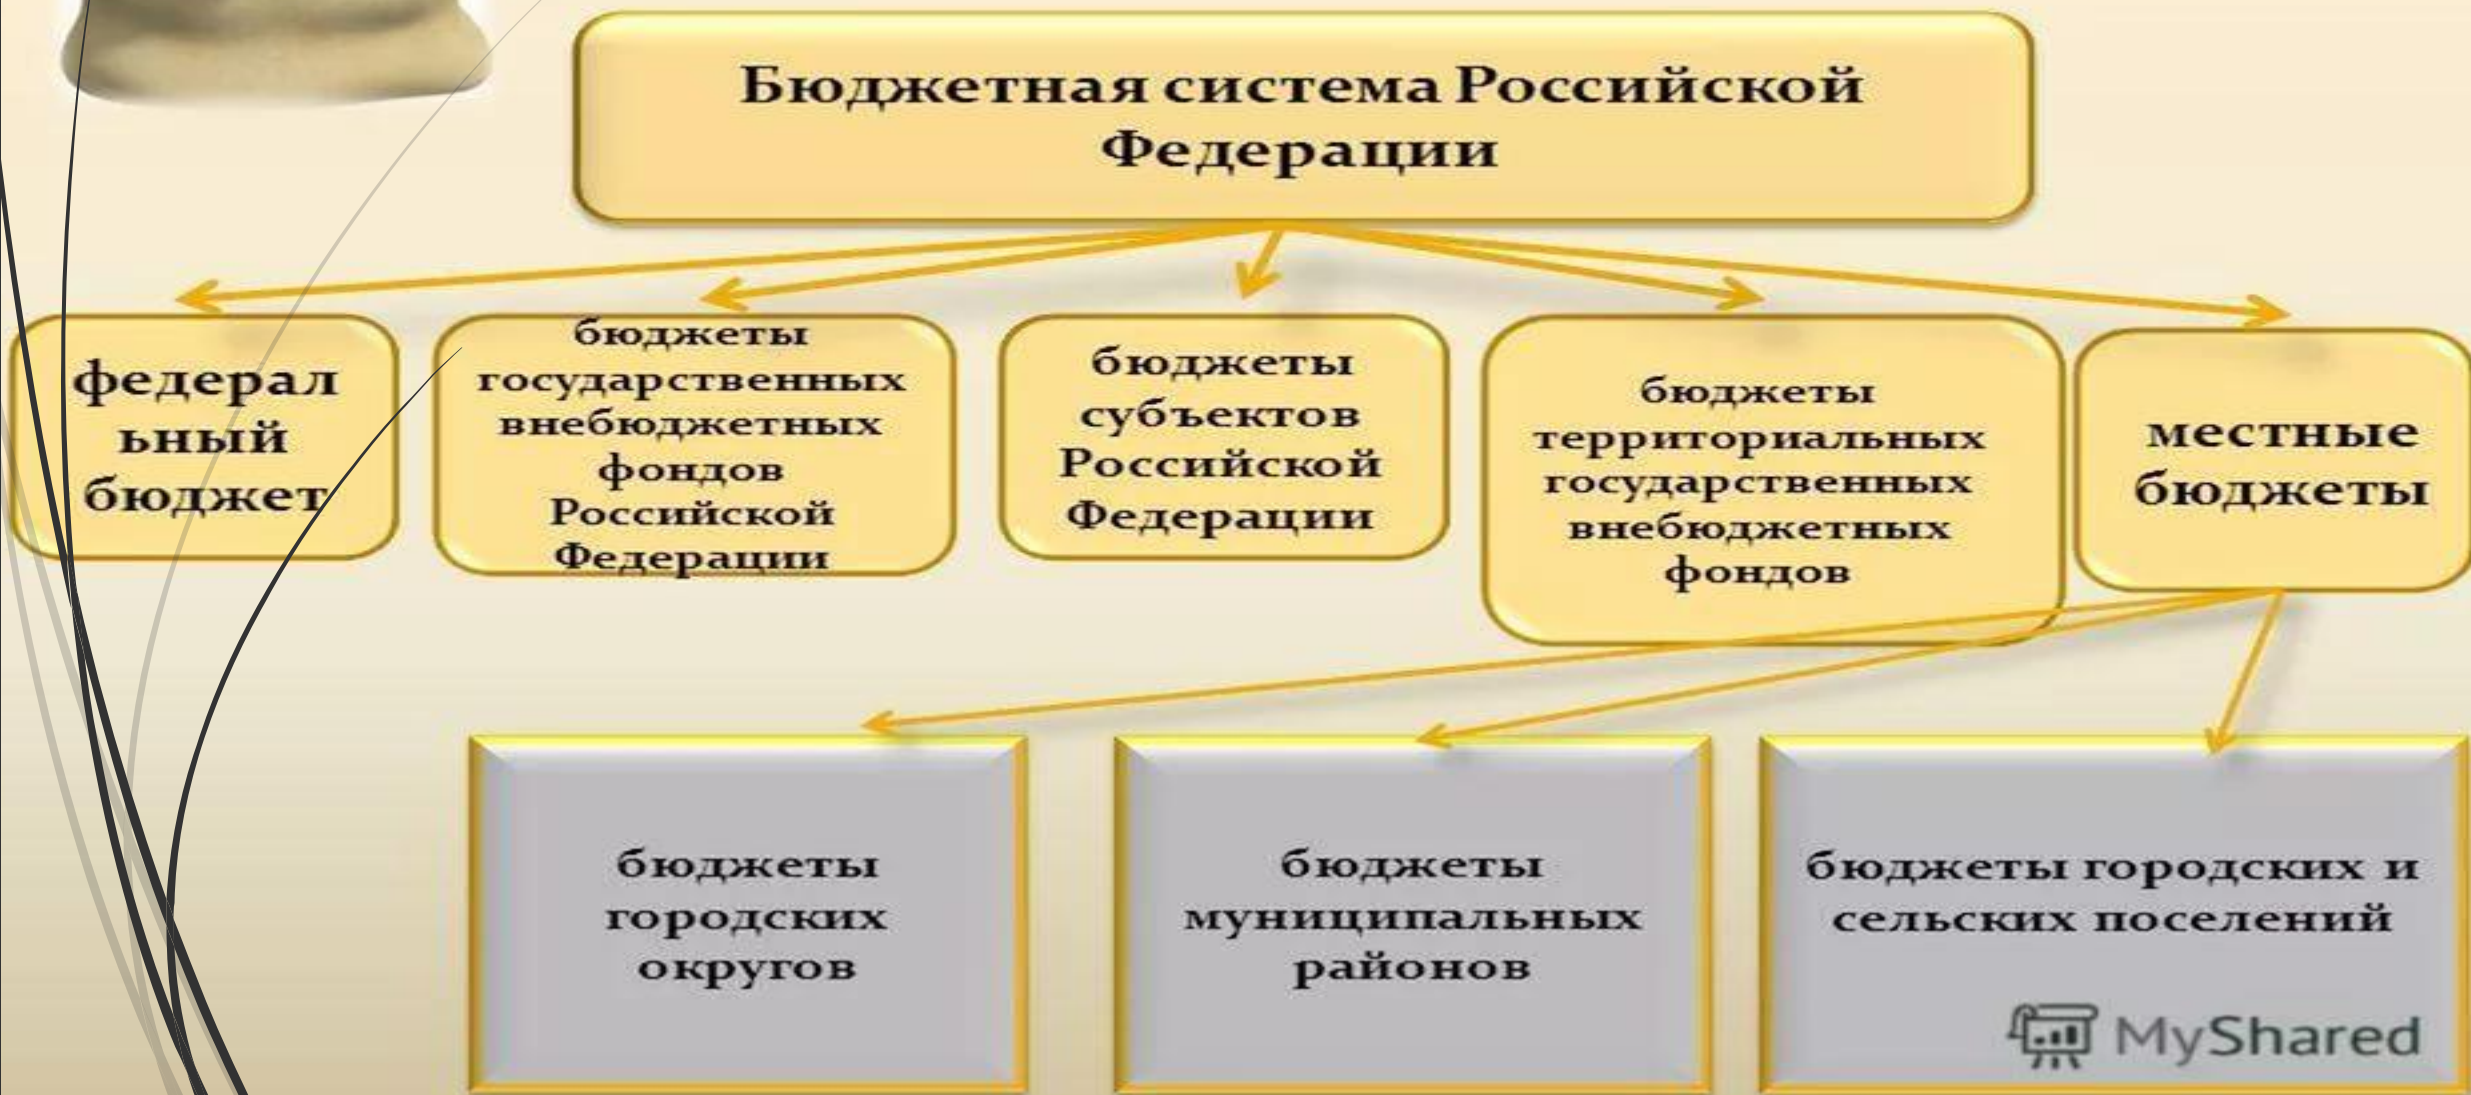 Бюджетная система Российской
Федерации
федерал
ьный
бюджет
бюджеты
государственных
внебюджетных
фондов
Российской
Федерации
бюджеты
субъектов
Российской
Федерации
бюджеты
территориальных
государственных
внебюджетных
фондов
местные
бюджеты
бюджеты
городских
округов
бюджеты
муниципальных
районов
бюджеты городских и
сельских поселений
MyShared